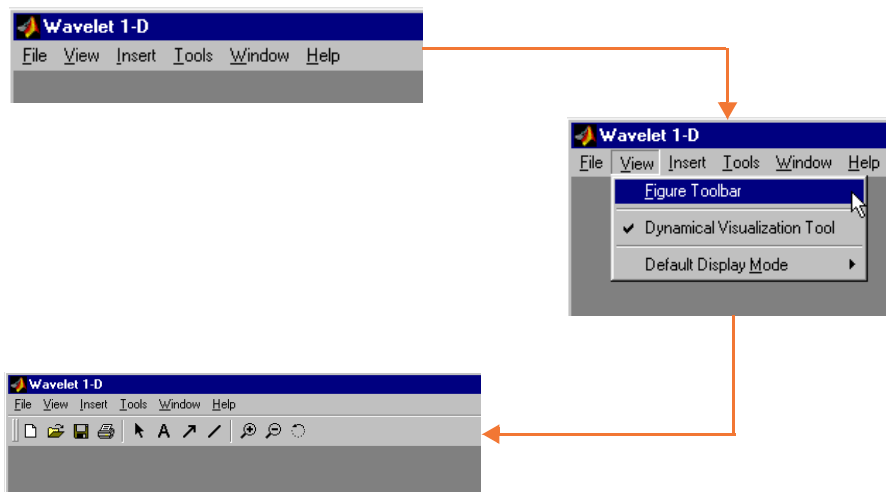 Wavelet 1-D
File View Insert Tools Window Help
Wavelet 1-D
File View Insert Tools Window Help
Figure Toolbar
Dynamical Visualization Tool
Default Display Mode
Wavelet 1-D
File View Insert Tools Window Help
A